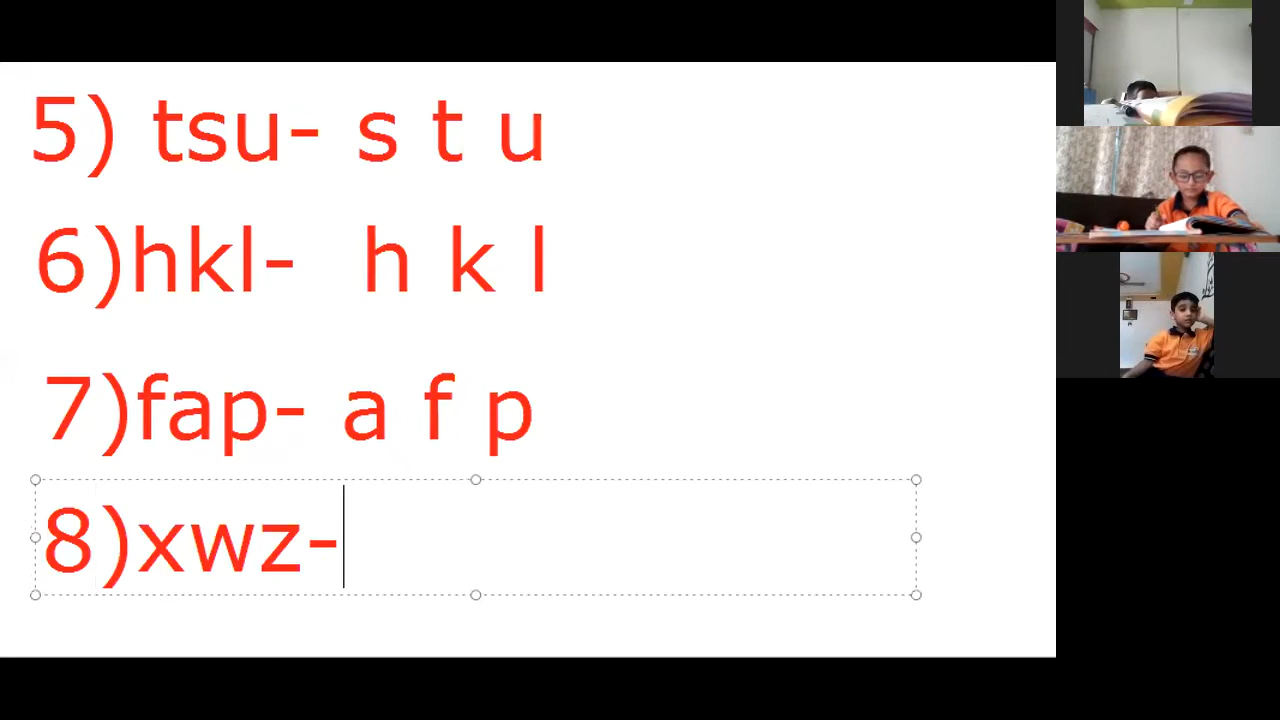 5) tsu- s t u
6)hkl- h k l
7)fap- a f p
8)xwz-